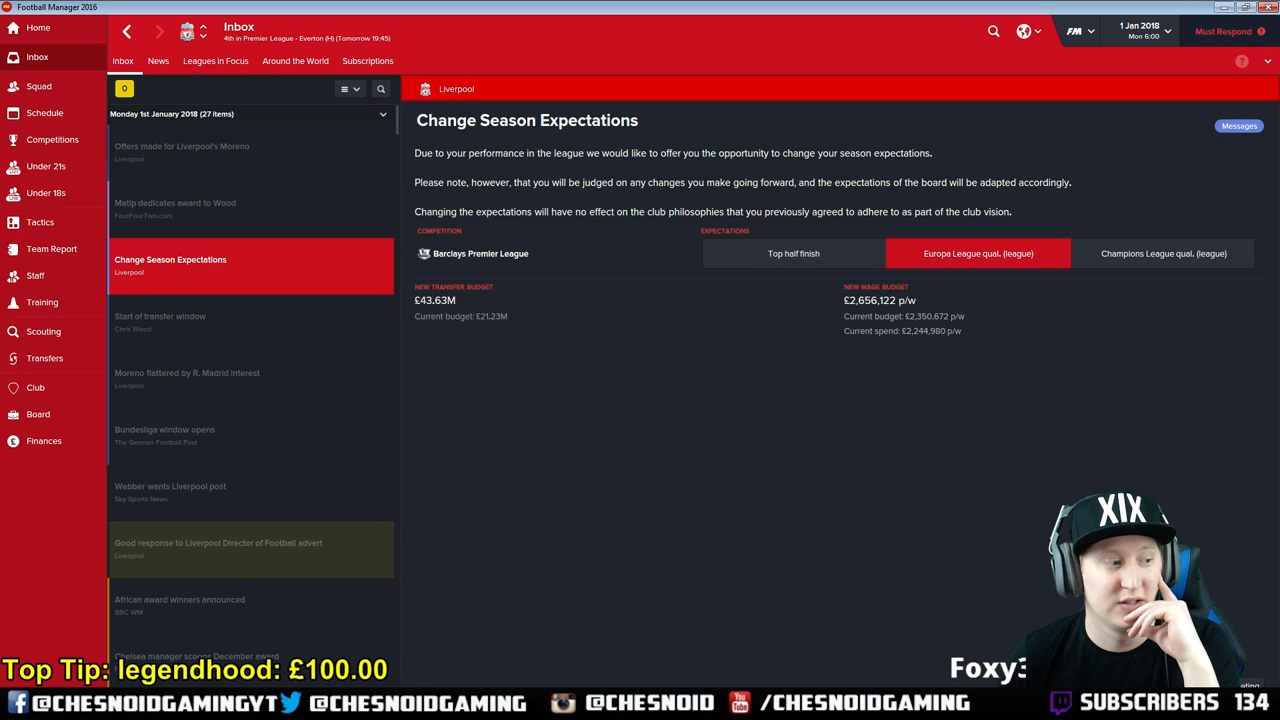 Football Manager 2016
Home
Inbox
Squad
Schedule
Competitions
Under 21s
Under 18s
Tactics
Team Report
Staff
Training
Scouting
Transfers
Club
Board
Finances
Inbox
4th in Premier League - Everton (H) (Tomorrow 19:45)
FM
1 Jan 2018
Mon 6:00
Must Respond
Inbox
News
Leagues in Focus
Around the World
Subscriptions
0
Monday 1st January 2018 (27 items)
Offers made for Liverpool's Moreno
Liverpool
Matip dedicates award to Wood
FourFourTwo.com
Change Season Expectations
Liverpool
Start of transfer window
Chris Wood
Moreno flattered by R. Madrid interest
Liverpool
Bundesliga window opens
The German Football Post
Webber wants Liverpool post
Sky Sports News
Good response to Liverpool Director of Football advert
Liverpool
African award winners announced
BBC WM
Chelsea manager scoops December award
Liverpool
Change Season Expectations
Messages
Due to your performance in the league we would like to offer you the opportunity to change your season expectations.
Please note, however, that you will be judged on any changes you make going forward, and the expectations of the board will be adapted accordingly.
Changing the expectations will have no effect on the club philosophies that you previously agreed to adhere to as part of the club vision.
COMPETITION
EXPECTATIONS
Barclays Premier League
Top half finish
Europa League qual. (league)
Champions League qual. (league)
NEW TRANSFER BUDGET
£43.63M
Current budget: £21.23M
NEW WAGE BUDGET
£2,656,122 p/w
Current budget: £2,350,672 p/w
Current spend: £2,244,980 p/w
XIX
Top Tip: legendhood: £100.00
Foxy3
@CHESNOIDGAMINGYT
@CHESNOIDGAMING
@CHESNOID
You Tube
/CHESNOIDGAMING
SUBSCRIBERS 134